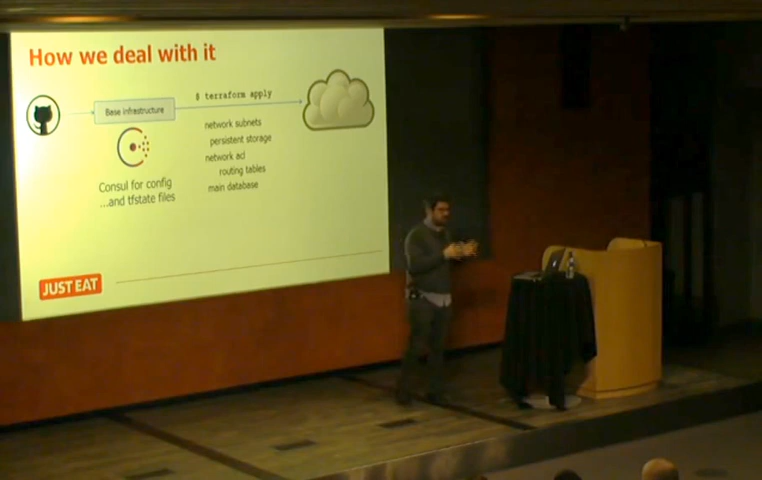 How we deal with it
$ terraform apply
Base infrastructure
network subnets
persistent storage
network acl
routing tables
main database
Consul for config
...and tfstate files
JUST EAT